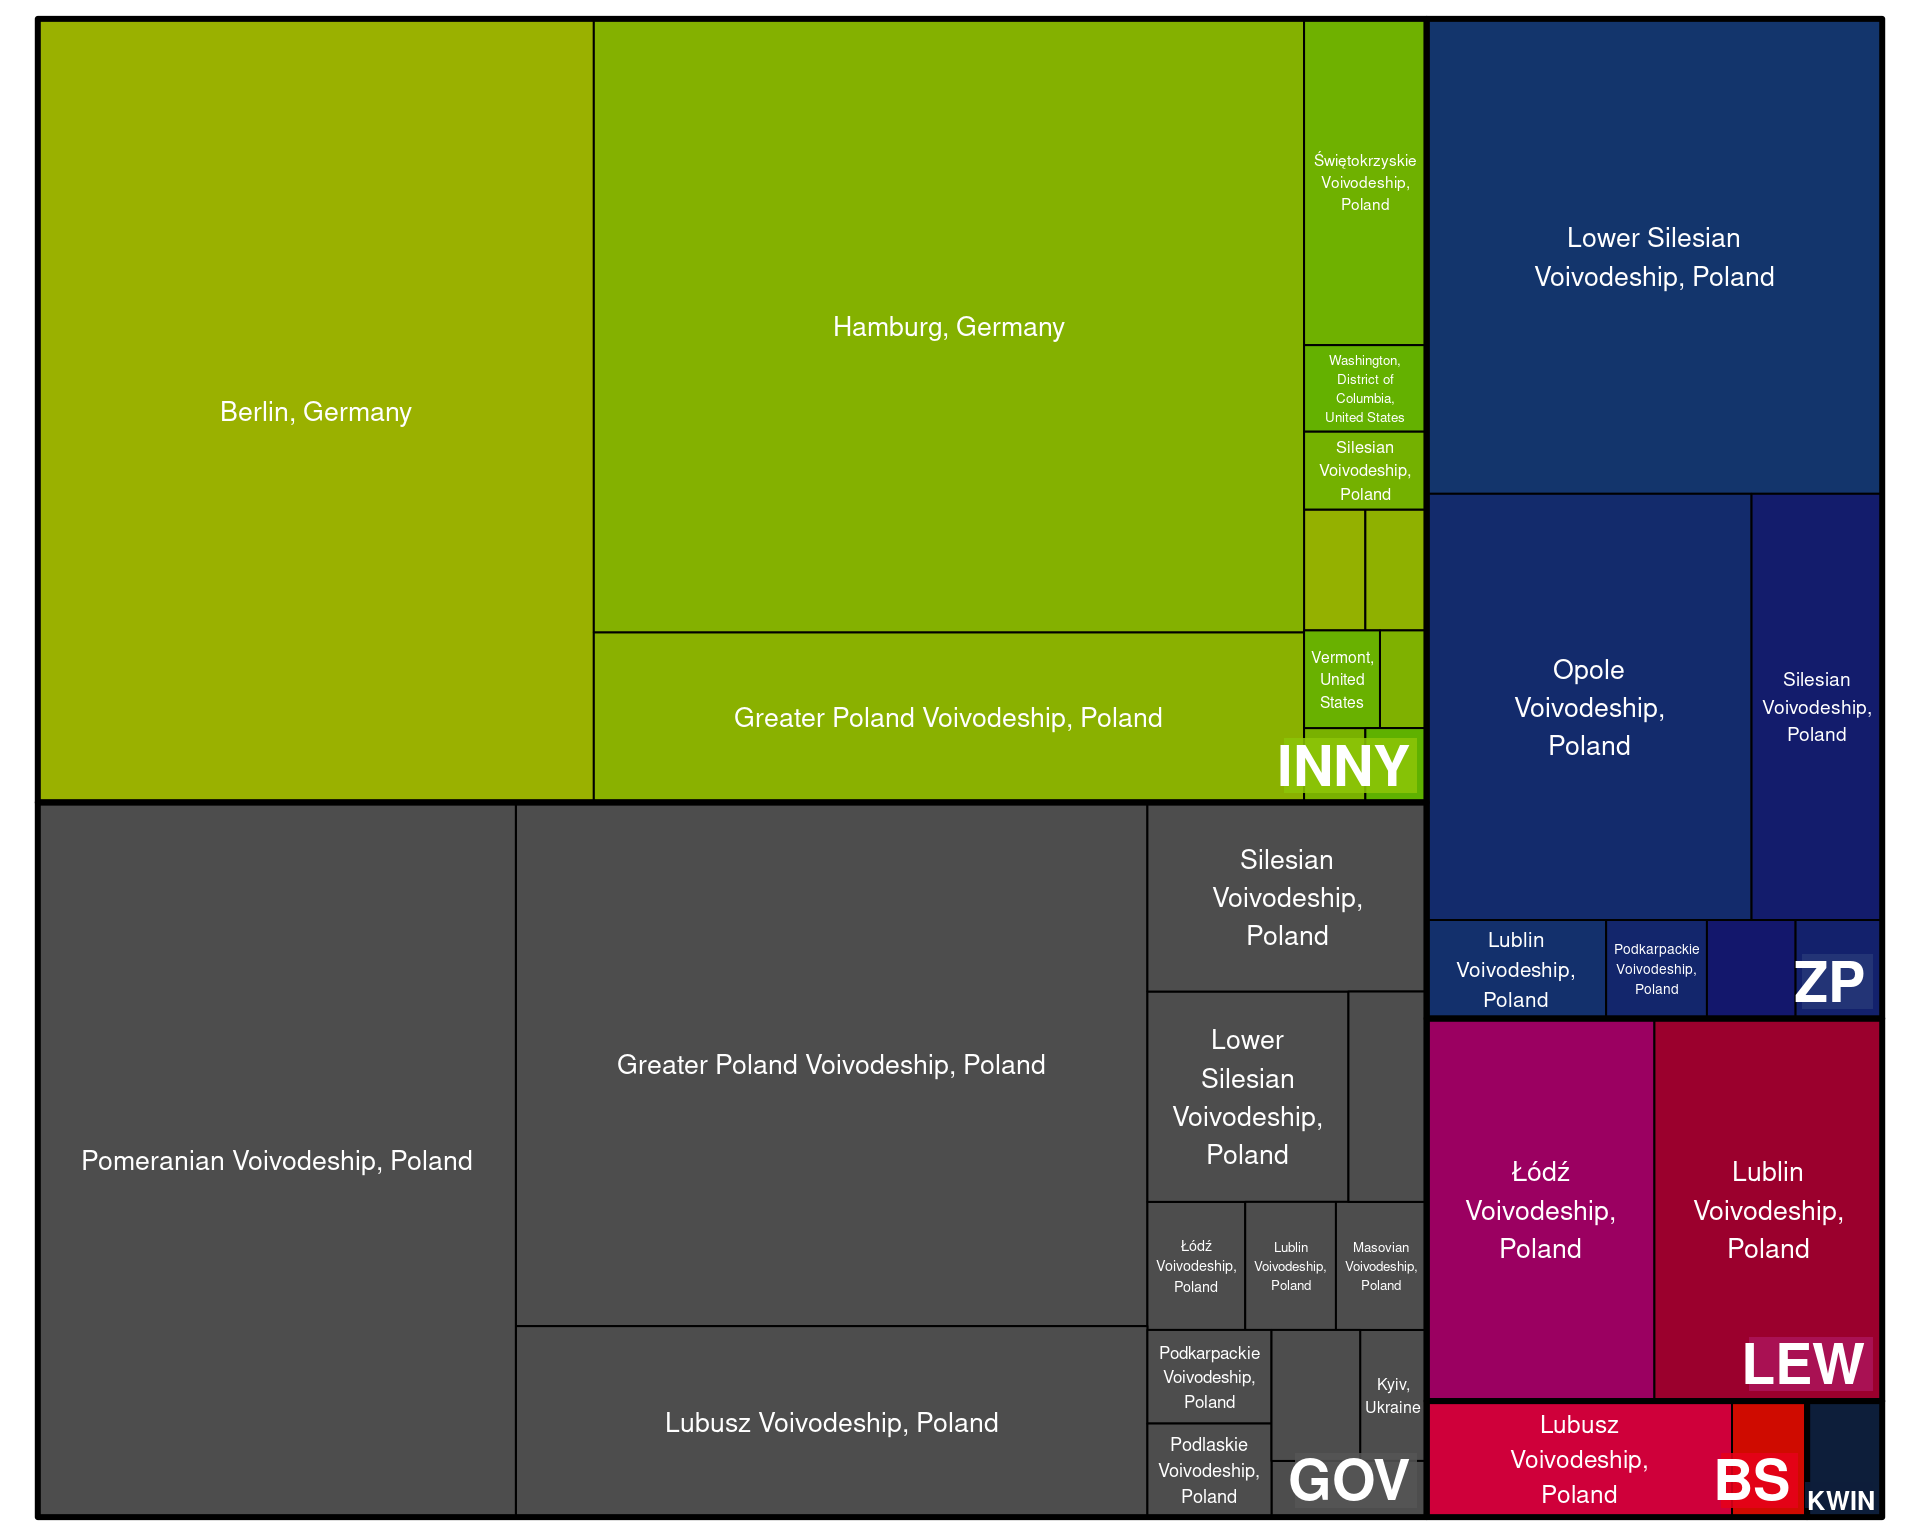 Berlin, Germany
Hamburg, Germany
Greater Poland Voivodeship, Poland
Świętokrzyskie
Voivodeship,
Poland
Washington,
District of
Columbia,
United States
Silesian
Voivodeship,
Poland
Vermont,
United
States
INNY
Pomeranian Voivodeship, Poland
Greater Poland Voivodeship, Poland
Lubusz Voivodeship, Poland
Silesian
Voivodeship,
Poland
Lower
Silesian
Voivodeship,
Poland
Łódź
Voivodeship,
Poland
Lublin
Voivodeship,
Poland
Masovian
Voivodeship,
Poland
Podkarpackie
Voivodeship,
Poland
Podlaskie
Voivodeship,
Poland
Kyiv,
Ukraine
GOV
Lower Silesian
Voivodeship, Poland
Opole
Voivodeship,
Poland
Silesian
Voivodeship,
Poland
Lublin
Voivodeship,
Poland
Podkarpackie
Voivodeship,
Poland
ZP
Łódź
Voivodeship,
Poland
Lublin
Voivodeship,
Poland
LEW
Lubusz
Voivodeship,
Poland
BS
KWIN